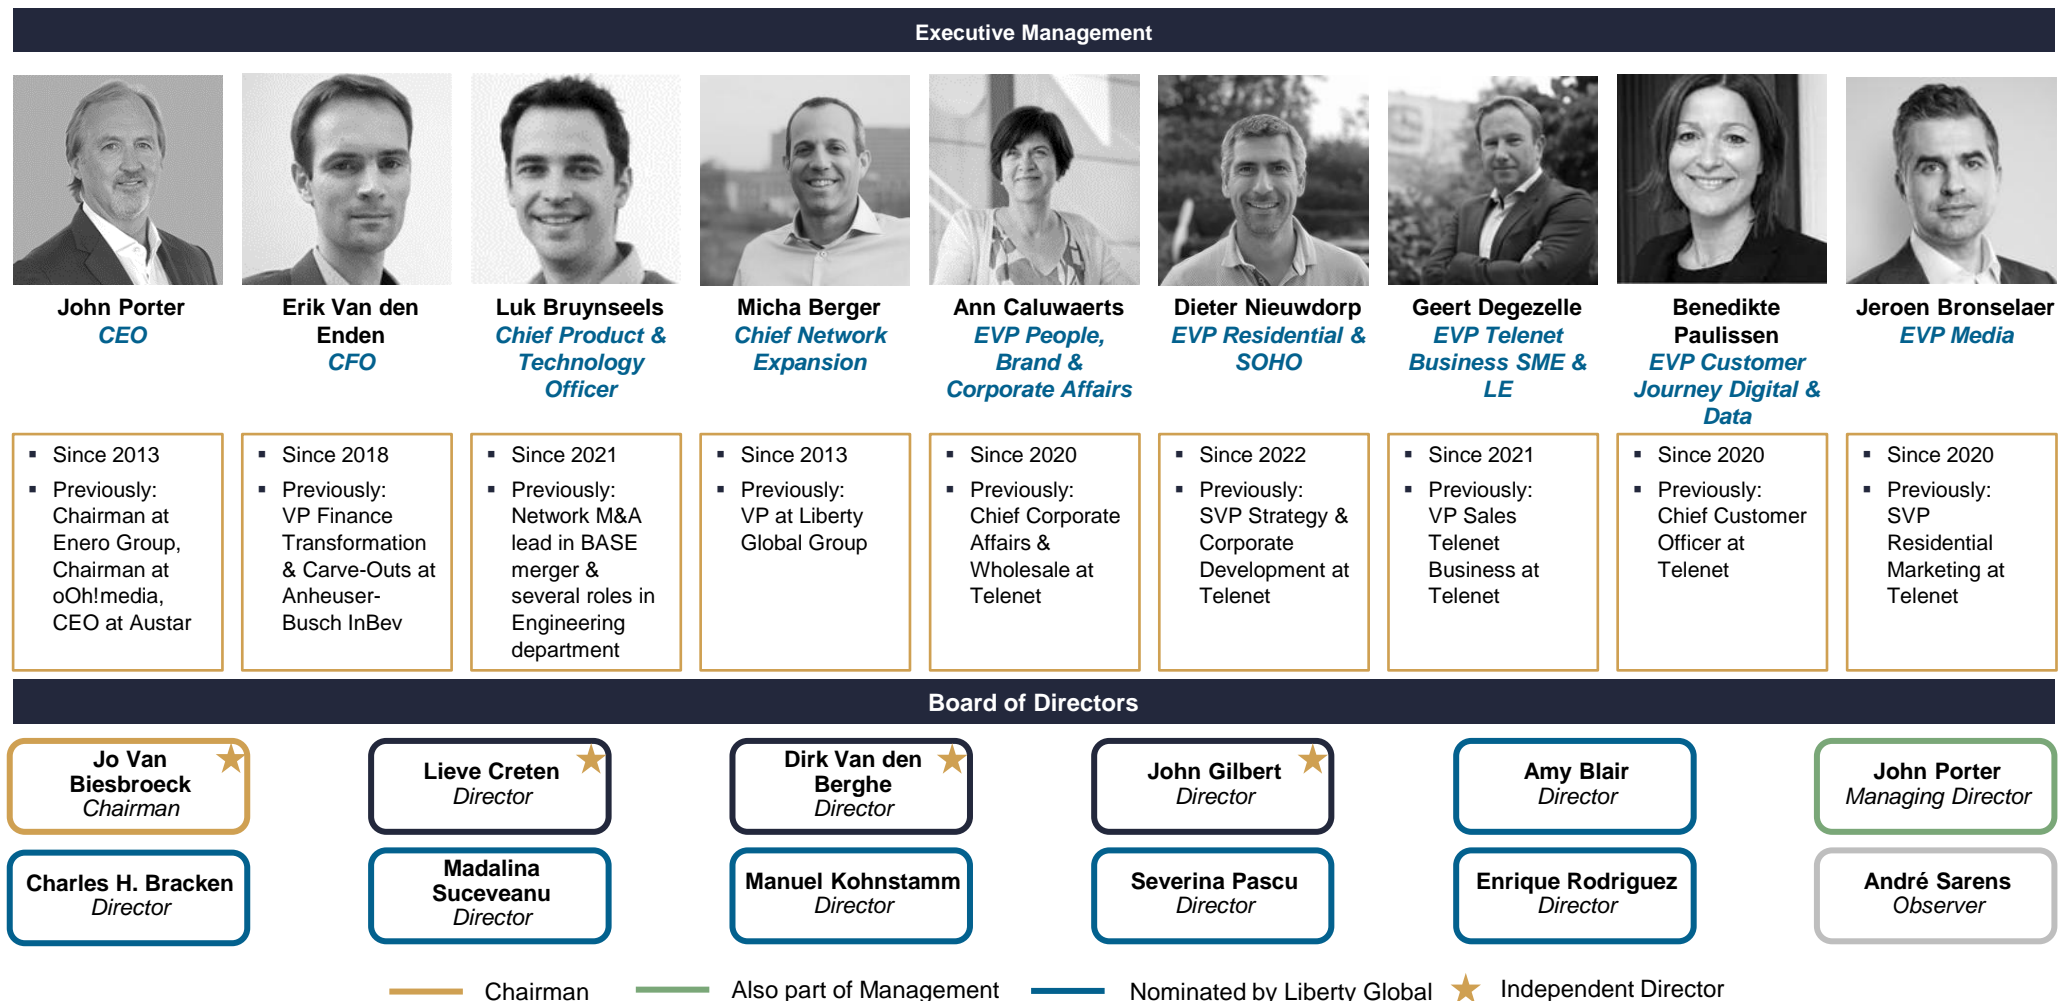 Executive Management
John Porter
CEO
Erik Van den
Enden
CFO
Luk Bruynseels
Chief Product &
Technology
Officer
Micha Berger
Chief Network
Expansion
Ann Caluwaerts
EVP People,
Brand &
Corporate Affairs
Dieter Nieuwdorp
EVP Residential &
SOHO
Geert Degezelle
EVP Telenet
Business SME &
LE
Benedikte
Paulissen
EVP Customer
Journey Digital &
Data
Jeroen Bronselaer
EVP Media
▪ Since 2013
▪ Previously:
Chairman at
Enero Group,
Chairman at
oOh!media,
CEO at Austar
▪ Since 2018
▪ Previously:
VP Finance
Transformation
& Carve-Outs at
Anheuser-
Busch InBev
▪ Since 2021
▪ Previously:
Network M&A
lead in BASE
merger &
several roles in
Engineering
department
▪ Since 2013
▪ Previously:
VP at Liberty
Global Group
▪ Since 2020
▪ Previously:
Chief Corporate
Affairs &
Wholesale at
Telenet
▪ Since 2022
▪ Previously:
SVP Strategy &
Corporate
Development at
Telenet
▪ Since 2021
▪ Previously:
VP Sales
Telenet
Business at
Telenet
▪ Since 2020
▪ Previously:
Chief Customer
Officer at
Telenet
▪ Since 2020
▪ Previously:
SVP
Residential
Marketing at
Telenet
Board of Directors
Jo Van
Biesbroeck
Chairman
Lieve Creten
Director
Dirk Van den
Berghe
Director
John Gilbert
Director
Amy Blair
Director
John Porter
Managing Director
Charles H. Bracken
Director
Madalina
Suceveanu
Director
Manuel Kohnstamm
Director
Severina Pascu
Director
Enrique Rodriguez
Director
André Sarens
Observer
Chairman
Also part of Management
Nominated by Liberty Global
Independent Director